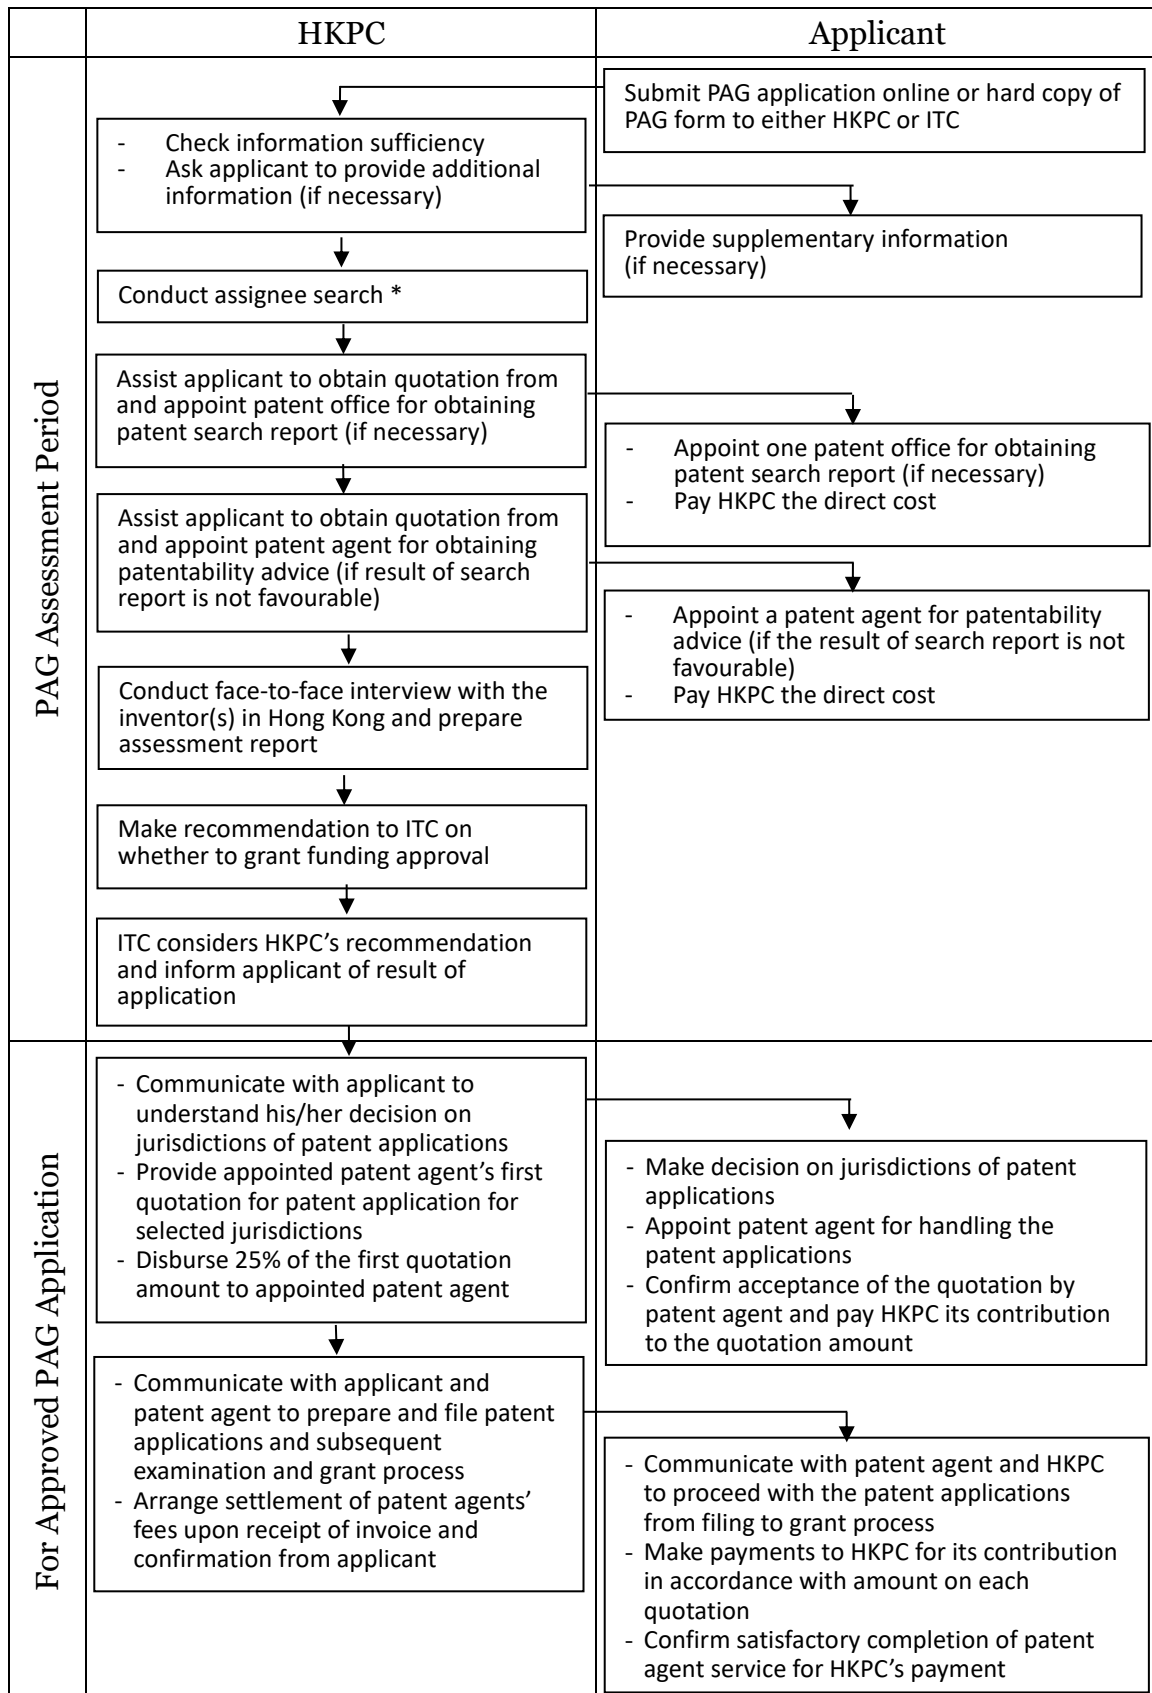 HKPC
Applicant
PAG Assessment Period
Submit PAG application online or hard copy of
PAG form to either HKPC or ITC
- Check information sufficiency
- Ask applicant to provide additional
information (if necessary)
Provide supplementary information
(if necessary)
Conduct assignee search *
Assist applicant to obtain quotation from
and appoint patent office for obtaining
patent search report (if necessary)
- Appoint one patent office for obtaining
patent search report (if necessary)
- Pay HKPC the direct cost
Assist applicant to obtain quotation from
and appoint patent agent for obtaining
patentability advice (if result of search
report is not favourable)
- Appoint a patent agent for patentability
advice (if the result of search report is not
favourable)
- Pay HKPC the direct cost
Conduct face-to-face interview with the
inventor(s) in Hong Kong and prepare
assessment report
Make recommendation to ITC on
whether to grant funding approval
ITC considers HKPC’s recommendation
and inform applicant of result of
application
For Approved PAG Application
- Communicate with applicant to
understand his/her decision on
jurisdictions of patent applications
- Provide appointed patent agent’s first
quotation for patent application for
selected jurisdictions
- Disburse 25% of the first quotation
amount to appointed patent agent
- Make decision on jurisdictions of patent
applications
- Appoint patent agent for handling the
patent applications
- Confirm acceptance of the quotation by
patent agent and pay HKPC its contribution
to the quotation amount
- Communicate with applicant and
patent agent to prepare and file patent
applications and subsequent
examination and grant process
- Arrange settlement of patent agents’
fees upon receipt of invoice and
confirmation from applicant
- Communicate with patent agent and HKPC
to proceed with the patent applications
from filing to grant process
- Make payments to HKPC for its contribution
in accordance with amount on each
quotation
- Confirm satisfactory completion of patent
agent service for HKPC’s payment